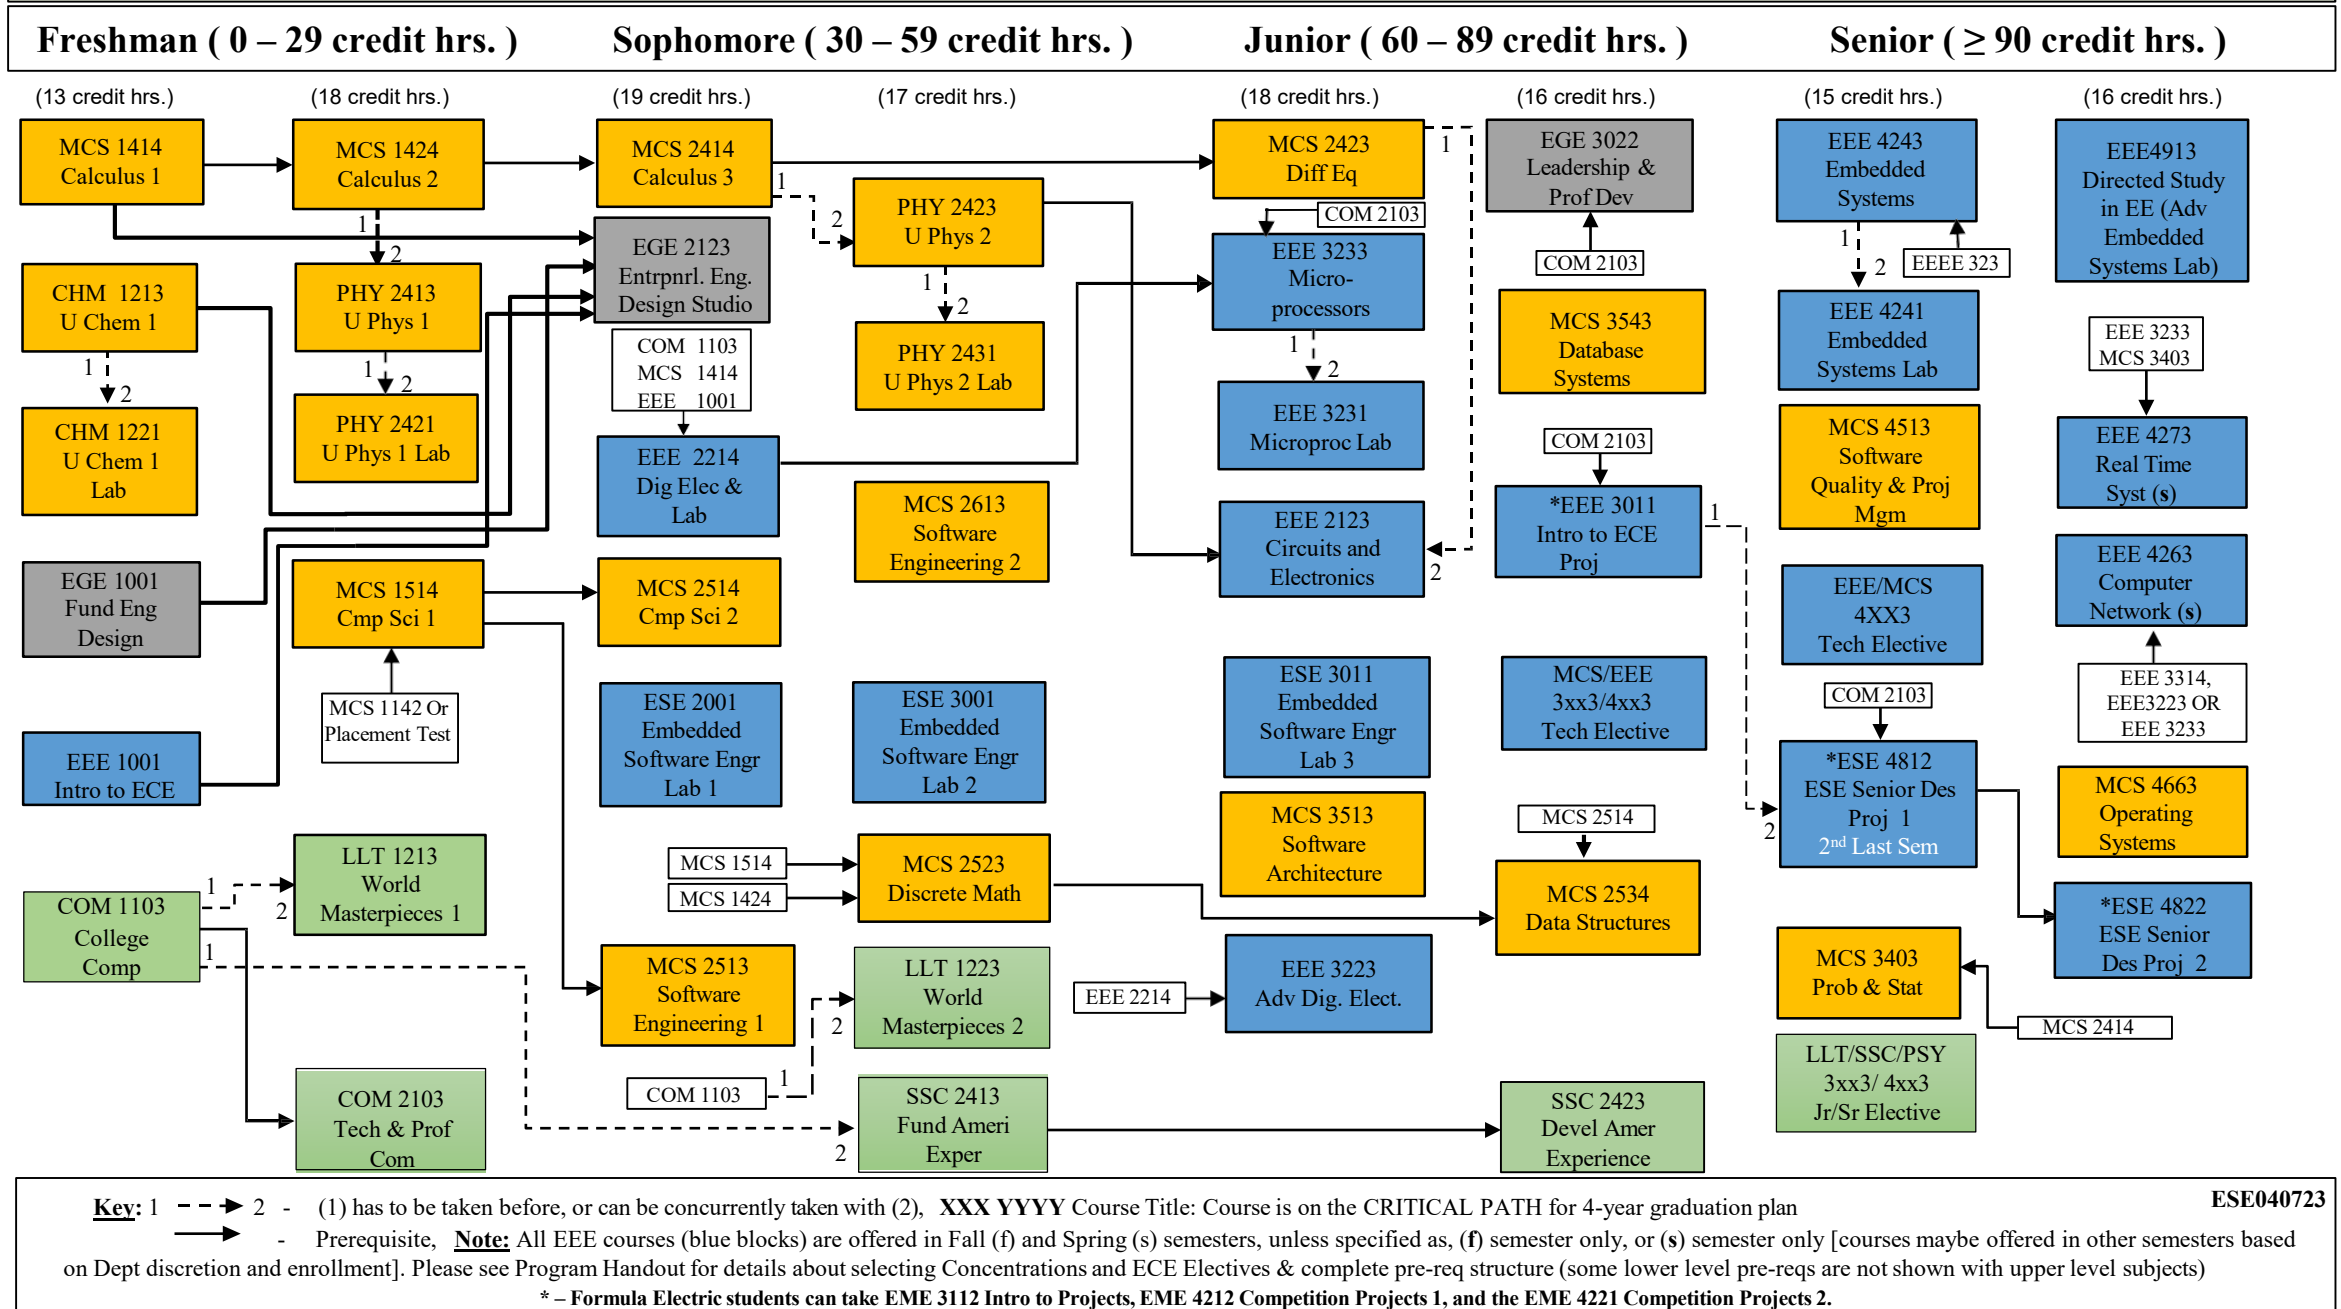 Freshman ( 0 – 29 credit hrs. )
Sophomore ( 30 – 59 credit hrs. )
Junior ( 60 – 89 credit hrs. )
Senior ( ≥ 90 credit hrs. )
(13 credit hrs.)
(18 credit hrs.)
(19 credit hrs.)
(17 credit hrs.)
(18 credit hrs.)
(16 credit hrs.)
(15 credit hrs.)
(16 credit hrs.)
MCS 1414
Calculus 1
CHM 1213
U Chem 1
1
2
CHM 1221
U Chem 1
Lab
EGE 1001
Fund Eng
Design
EEE 1001
Intro to ECE
COM 1103
College
Comp
1
2
1
MCS 1424
Calculus 2
1
2
PHY 2413
U Phys 1
1
2
PHY 2421
U Phys 1 Lab
MCS 1514
Cmp Sci 1
MCS 1142 Or
Placement Test
LLT 1213
World
Masterpieces 1
COM 2103
Tech & Prof
Com
MCS 2414
Calculus 3
1
2
EGE 2123
Entrpnrl. Eng.
Design Studio
COM 1103
MCS 1414
EEE 1001
EEE 2214
Dig Elec &
Lab
MCS 2514
Cmp Sci 2
ESE 2001
Embedded
Software Engr
Lab 1
MCS 1514
MCS 1424
MCS 2513
Software
Engineering 1
COM 1103
1
2
2
PHY 2423
U Phys 2
1
2
PHY 2431
U Phys 2 Lab
MCS 2613
Software
Engineering 2
ESE 3001
Embedded
Software Engr
Lab 2
MCS 2523
Discrete Math
LLT 1223
World
Masterpieces 2
SSC 2413
Fund Ameri
Exper
MCS 2423
Diff Eq
1
COM 2103
EEE 3233
Micro-
processors
1
2
EEE 3231
Microproc Lab
EEE 2123
Circuits and
Electronics
2
ESE 3011
Embedded
Software Engr
Lab 3
MCS 3513
Software
Architecture
EEE 2214
EEE 3223
Adv Dig. Elect.
EGE 3022
Leadership &
Prof Dev
COM 2103
MCS 3543
Database
Systems
COM 2103
*EEE 3011
Intro to ECE
Proj
1
2
MCS/EEE
3xx3/4xx3
Tech Elective
MCS 2514
MCS 2534
Data Structures
SSC 2423
Devel Amer
Experience
EEE 4243
Embedded
Systems
1
2
EEEE 323
EEE 4241
Embedded
Systems Lab
MCS 4513
Software
Quality & Proj
Mgm
EEE/MCS
4XX3
Tech Elective
COM 2103
*ESE 4812
ESE Senior Des
Proj 1
2nd Last Sem
MCS 3403
Prob & Stat
MCS 2414
LLT/SSC/PSY
3xx3/ 4xx3
Jr/Sr Elective
EEE4913
Directed Study
in EE (Adv
Embedded
Systems Lab)
EEE 3233
MCS 3403
EEE 4273
Real Time
Syst (s)
EEE 4263
Computer
Network (s)
EEE 3314,
EEE3223 OR
EEE 3233
MCS 4663
Operating
Systems
*ESE 4822
ESE Senior
Des Proj 2
Key: 1 2 - (1) has to be taken before, or can be concurrently taken with (2), XXX YYYY Course Title: Course is on the CRITICAL PATH for 4-year graduation plan
ESE040723
- Prerequisite, Note: All EEE courses (blue blocks) are offered in Fall (f) and Spring (s) semesters, unless specified as, (f) semester only, or (s) semester only [courses maybe offered in other semesters based
on Dept discretion and enrollment]. Please see Program Handout for details about selecting Concentrations and ECE Electives & complete pre-req structure (some lower level pre-reqs are not shown with upper level subjects)
* – Formula Electric students can take EME 3112 Intro to Projects, EME 4212 Competition Projects 1, and the EME 4221 Competition Projects 2.